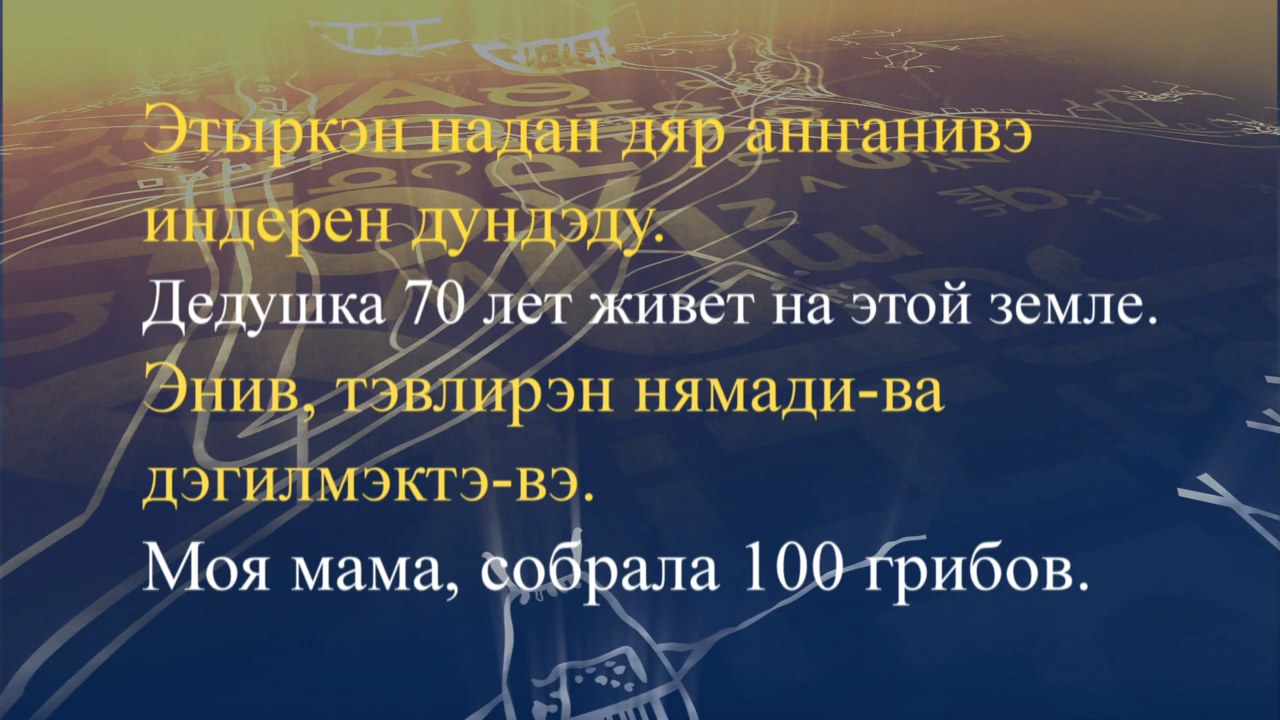 Этыркэн надан дяр анңанивэ
индерен дундэду.
Дедушка 70 лет живет на этой земле.
Энив, тэвлирэн нямади-ва
дэгилмэктэ-вэ.
Моя мама, собрала 100 грибов.